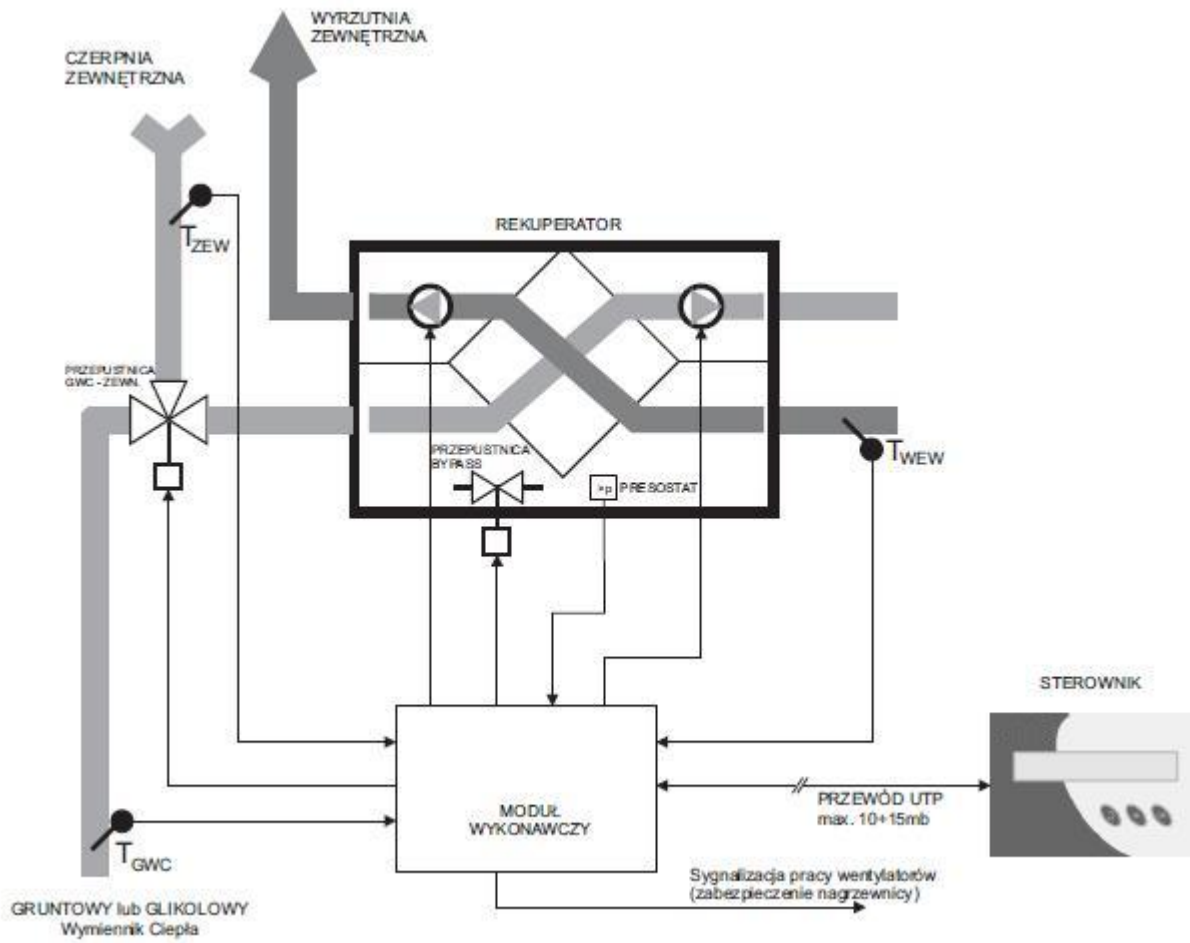 WYRZUTNIA
ZEWNĘTRZNA
CZERPNIA
ZEWNĘTRZNA
TZEW
REKUPERATOR
PRZEPUSTNICA
GWC - ZEWN.
PRZEPUSTNICA
BYPASS
>p PRESOSTAT
TWEW
STEROWNIK
MODUŁ
WYKONAWCZY
PRZEWÓD UTP
max. 10÷15mb
TGWC
Sygnalizacja pracy wentylatorów
(zabezpieczenie nagrzewnicy)
GRUNTOWY lub GLIKOLOWY
Wymiennik Ciepła